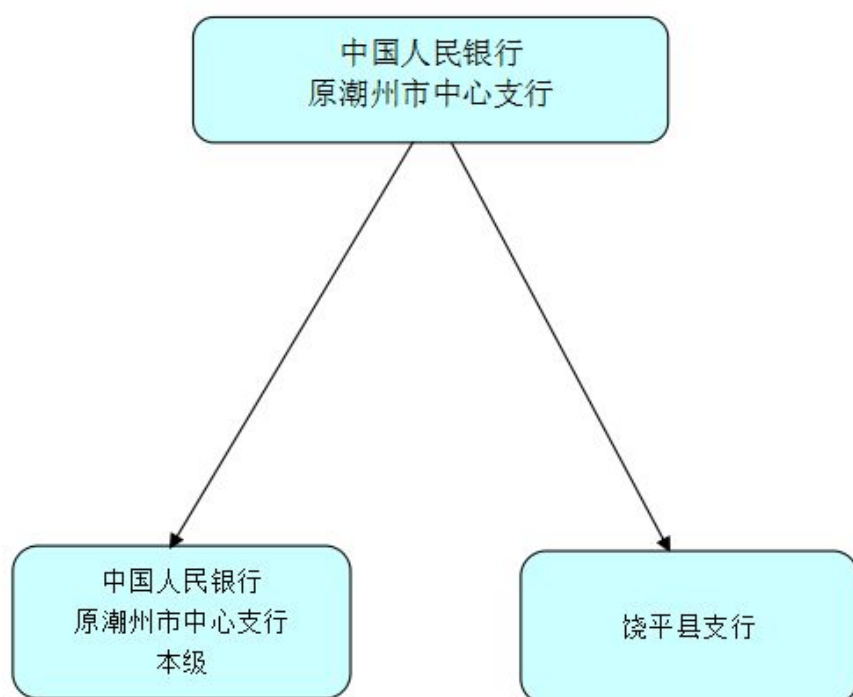 中国人民银行
原潮州市中心支行
中国人民银行
原潮州市中心支行
本级
饶平县支行